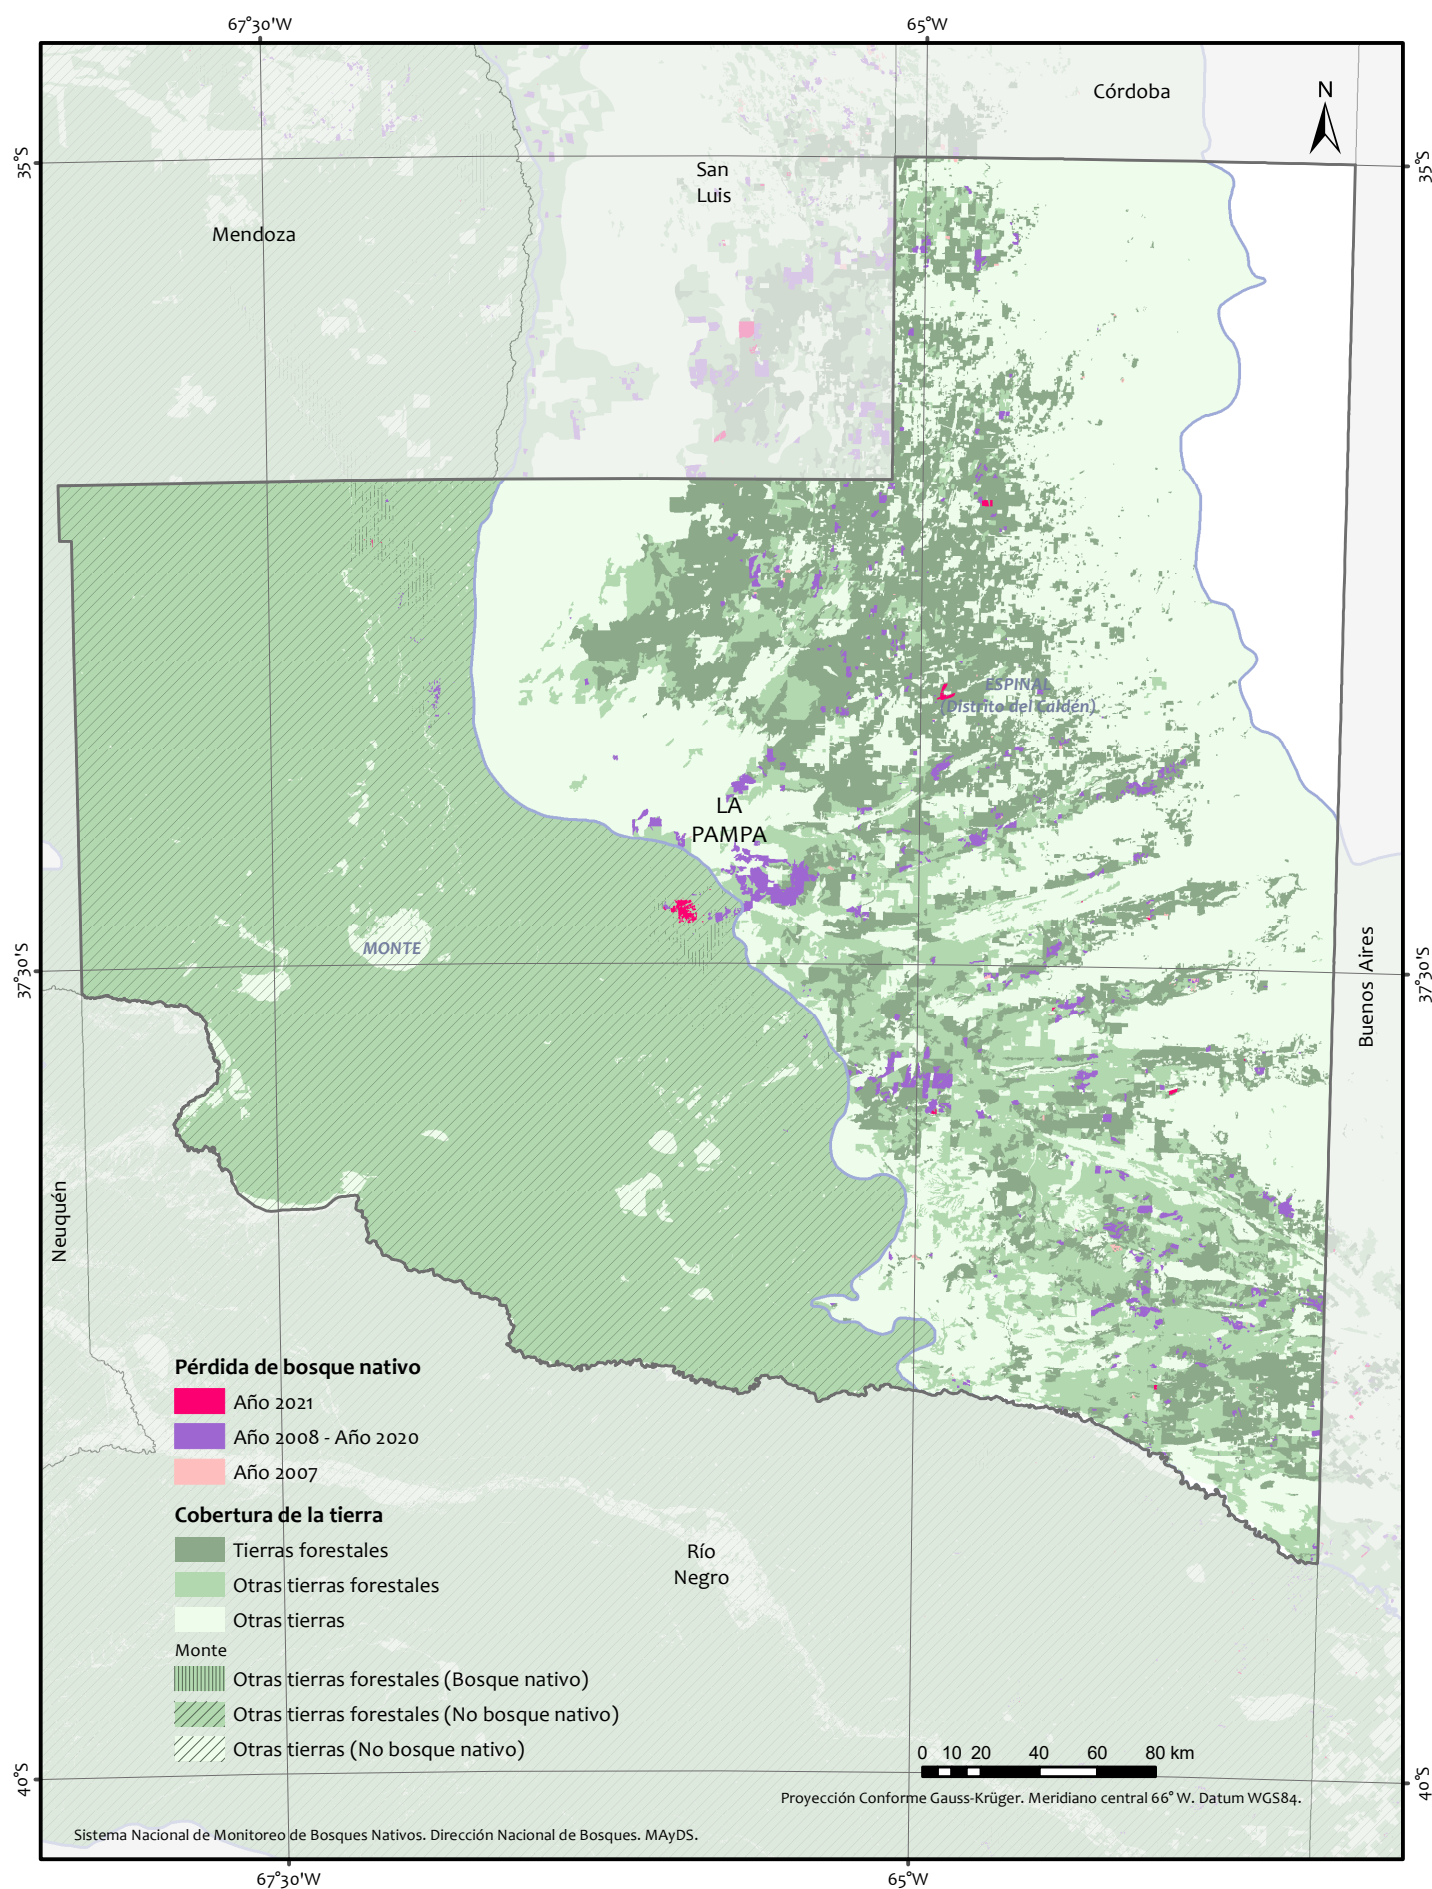 67°30'W
65°W
Córdoba
N
35°S
35°S
San
Luis
Mendoza
ESPINAL
(Distrito del Caldén)
LA
PAMPA
MONTE
37°30'S
37°30'S
Buenos Aires
Neuquén
Pérdida de bosque nativo
Año 2021
Año 2008 - Año 2020
Año 2007
Cobertura de la tierra
Tierras forestales
Otras tierras forestales
Otras tierras
Monte
Otras tierras forestales (Bosque nativo)
Otras tierras forestales (No bosque nativo)
Otras tierras (No bosque nativo)
Río
Negro
0 10 20 40 60 80 km
40°S
40°S
Proyección Conforme Gauss-Krüger. Meridiano central 66° W. Datum WGS84.
Sistema Nacional de Monitoreo de Bosques Nativos. Dirección Nacional de Bosques. MAyDS.
67°30'W
65°W